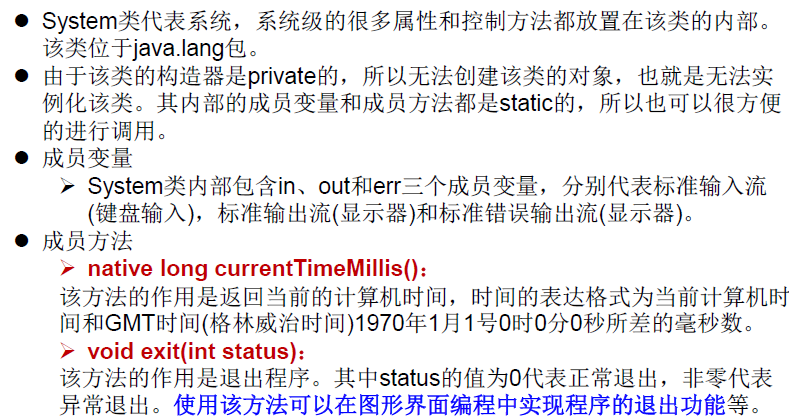 ● System类代表系统，系统级的很多属性和控制方法都放置在该类的内部。
该类位于java.lang包。
● 由于该类的构造器是private的，所以无法创建该类的对象，也就是无法实
例化该类。其内部的成员变量和成员方法都是static的，所以也可以很方便
的进行调用。
● 成员变量
➢ System类内部包含in、out和err三个成员变量，分别代表标准输入流
(键盘输入)，标准输出流(显示器)和标准错误输出流(显示器)。
● 成员方法
➢ native long currentTimeMillis()：
该方法的作用是返回当前的计算机时间，时间的表达格式为当前计算机时
间和GMT时间(格林威治时间)1970年1月1号0时0分0秒所差的毫秒数。
➢ void exit(int status)：
该方法的作用是退出程序。其中status的值为0代表正常退出，非零代表
异常退出。使用该方法可以在图形界面编程中实现程序的退出功能等。